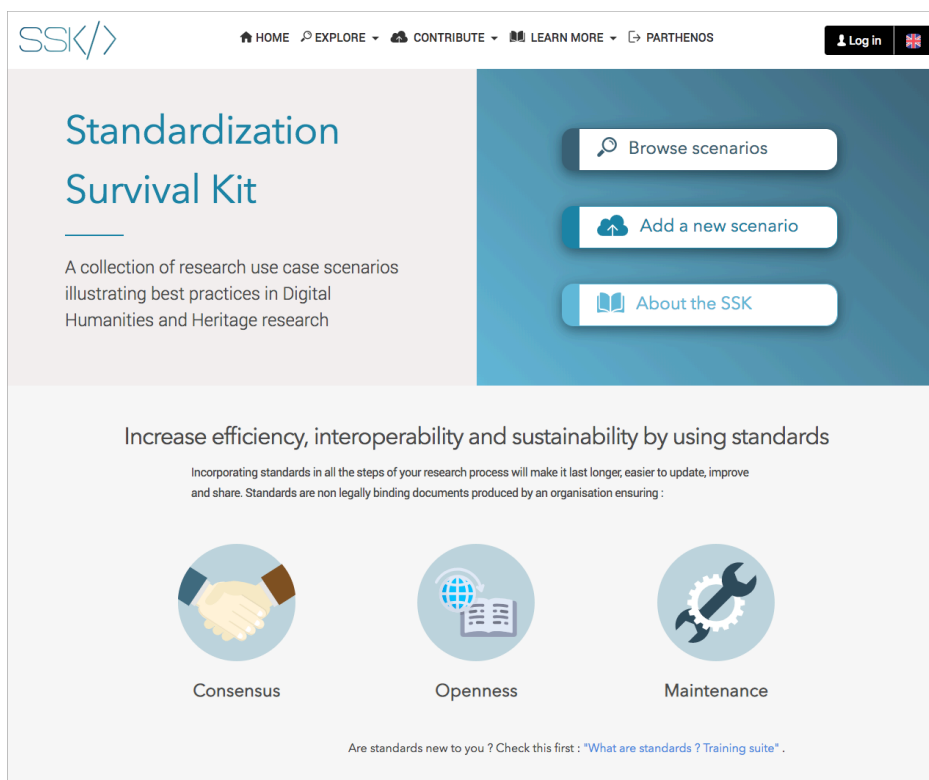 SSK</>
HOME EXPLORE CONTRIBUTE LEARN MORE PARTHENOS
Log in
Standardization
Survival Kit
A collection of research use case scenarios
illustrating best practices in Digital
Humanities and Heritage research
Browse scenarios
Add a new scenario
About the SSK
Increase efficiency, interoperability and sustainability by using standards
Incorporating standards in all the steps of your research process will make it last longer, easier to update, improve
and share. Standards are non legally binding documents produced by an organisation ensuring :
Consensus
Openness
Maintenance
Are standards new to you ? Check this first : "What are standards ? Training suite" .